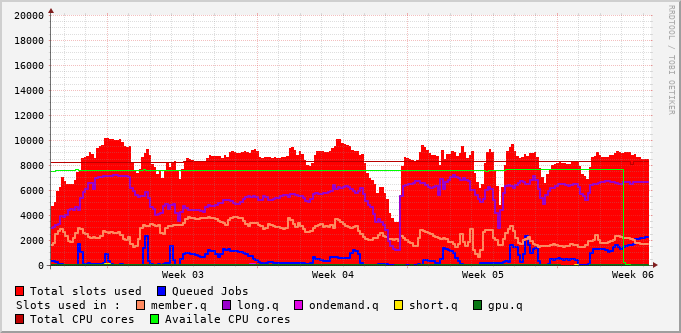 20000
18000
16000
14000
12000
10000
8000
6000
4000
2000
0
Week 03 Week 04 Week 05 Week 06
RRDTOOL / TOBI OETIKER
Total slots used Queued Jobs
Slots used in : member.q long.q ondemand.q short.q gpu.q
Total CPU cores Availale CPU cores